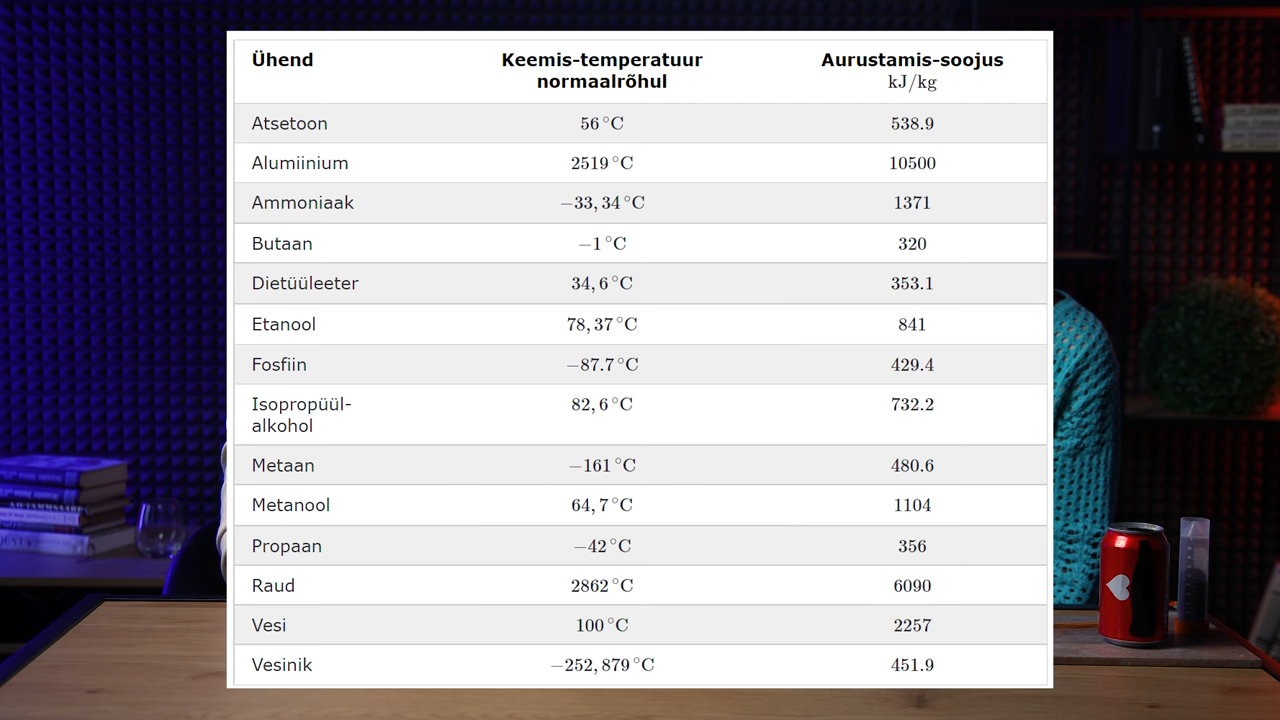 Ühend Keemis-temperatuur Aurustamis-soojus
normaalrõhul kJ/kg
Atsetoon 56 °C 538.9
Alumiinium 2519 °C 10500
Ammoniaak −33, 34 °C 1371
Butaan −1 °C 320
Dietüüleeter 34, 6 °C 353.1
Etanool 78, 37 °C 841
Fosfiin −87.7 °C 429.4
Isopropüül- 82, 6 °C 732.2
alkohol
Metaan −161 °C 480.6
Metanool 64, 7 °C 1104
Propaan −42 °C 356
Raud 2862 °C 6090
Vesi 100 °C 2257
Vesinik −252, 879 °C 451.9